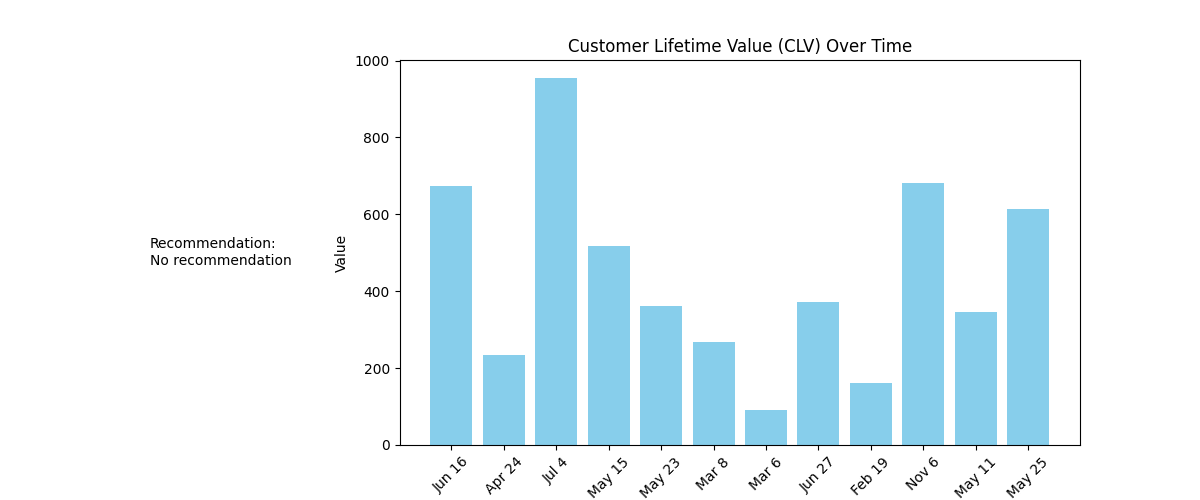 Customer Lifetime Value (CLV) Over Time
1000
800
600
400
200
0
Value
Recommendation:
No recommendation
Jun 16
Apr 24
Jul 4
May 15
May 23
Mar 8
Mar 6
Jun 27
Feb 19
Nov 6
May 11
May 25